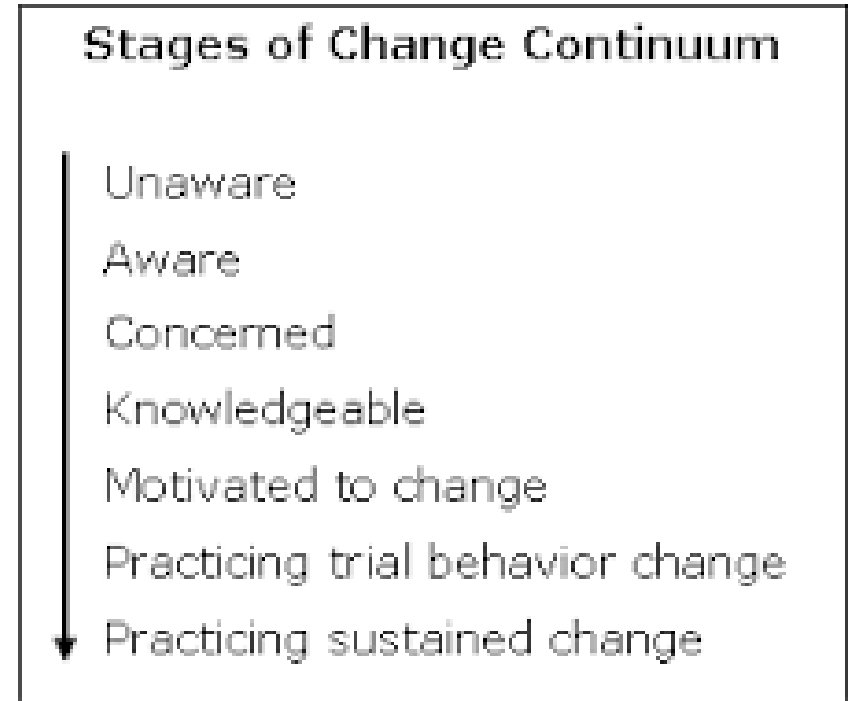 Stages of Change Continuum
Unaware
Aware
Concerned
Knowledgeable
Motivated to change
Practicing trial behavior change
Practicing sustained change